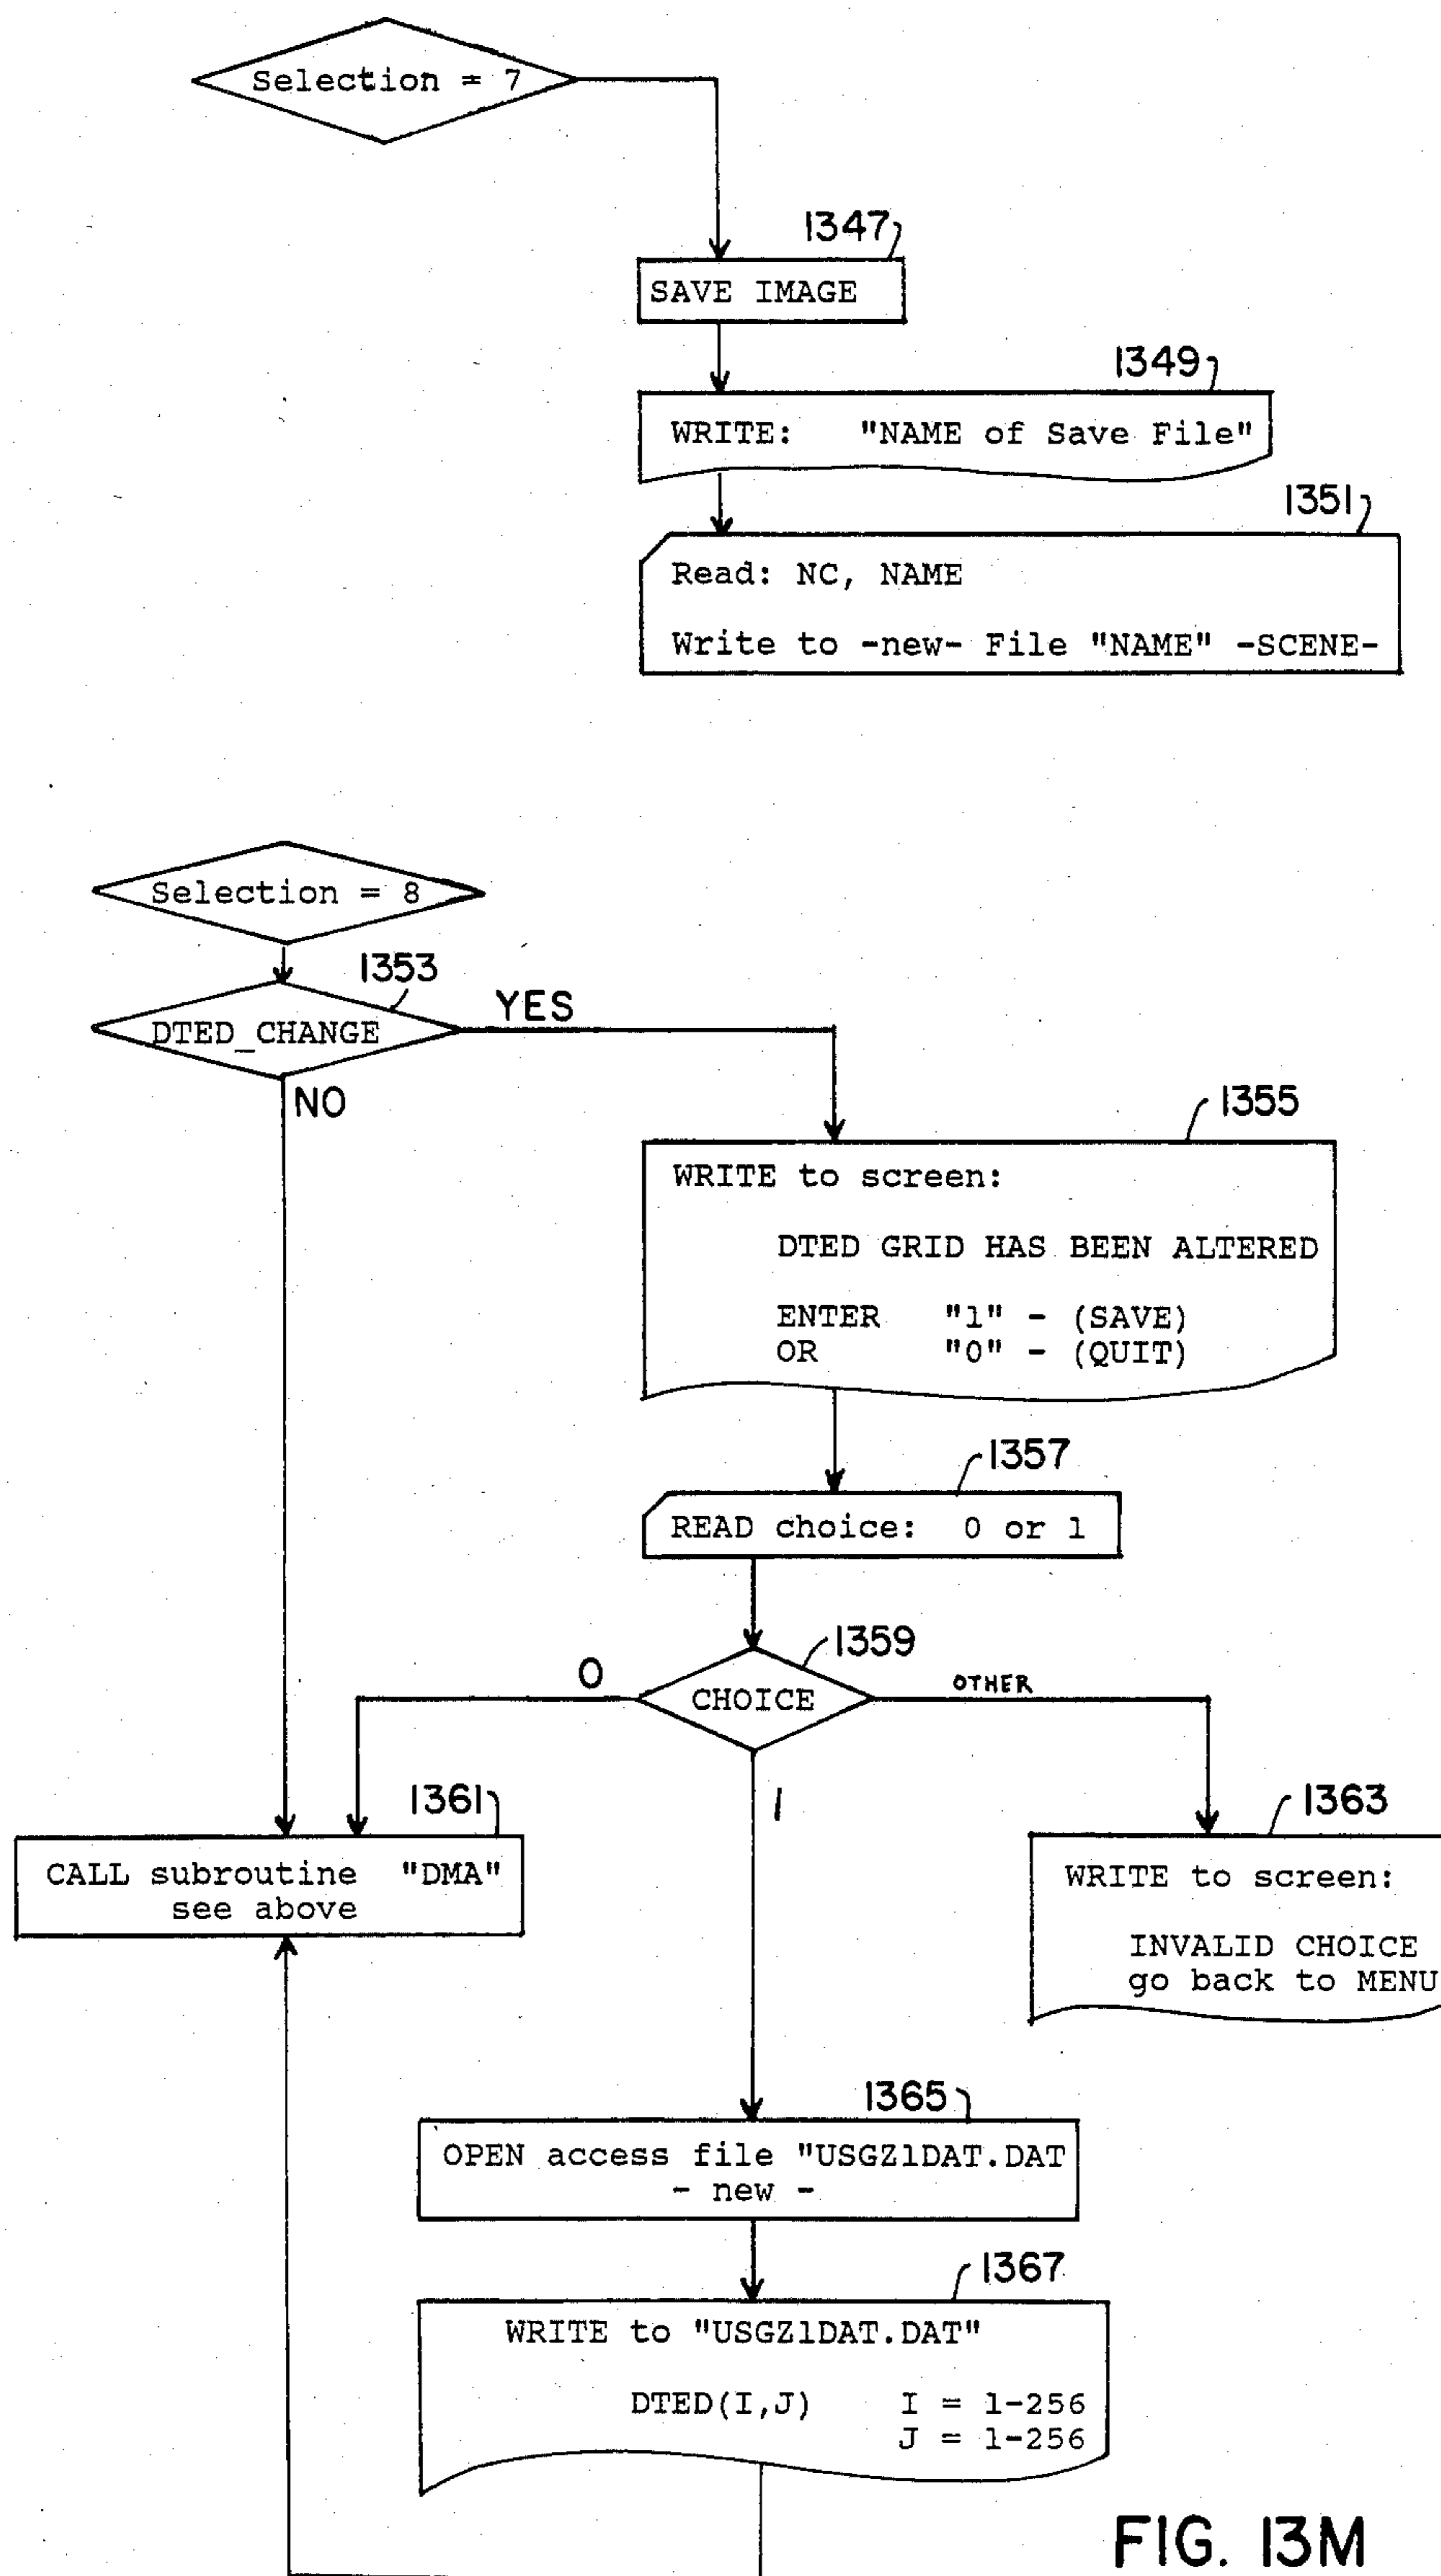 Selection = 7
1347
SAVE IMAGE
1349
WRITE: "NAME of Save File"
1351
Read: NC, NAME
Write to -new- File "NAME" -SCENE-
Selection = 8
1353
DTED_CHANGE
YES
NO
1355
WRITE to screen:
DTED GRID HAS BEEN ALTERED
ENTER "1" - (SAVE)
OR "0" - (QUIT)
1357
READ choice: 0 or 1
1359
CHOICE
0
OTHER
1
1361
CALL subroutine "DMA"
see above
1363
WRITE to screen:
INVALID CHOICE
go back to MENU
1365
OPEN access file "USGZ1DAT.DAT
- new -
1367
WRITE to "USGZ1DAT.DAT"
DTED(I,J) I = 1-256
J = 1-256
FIG. 13M